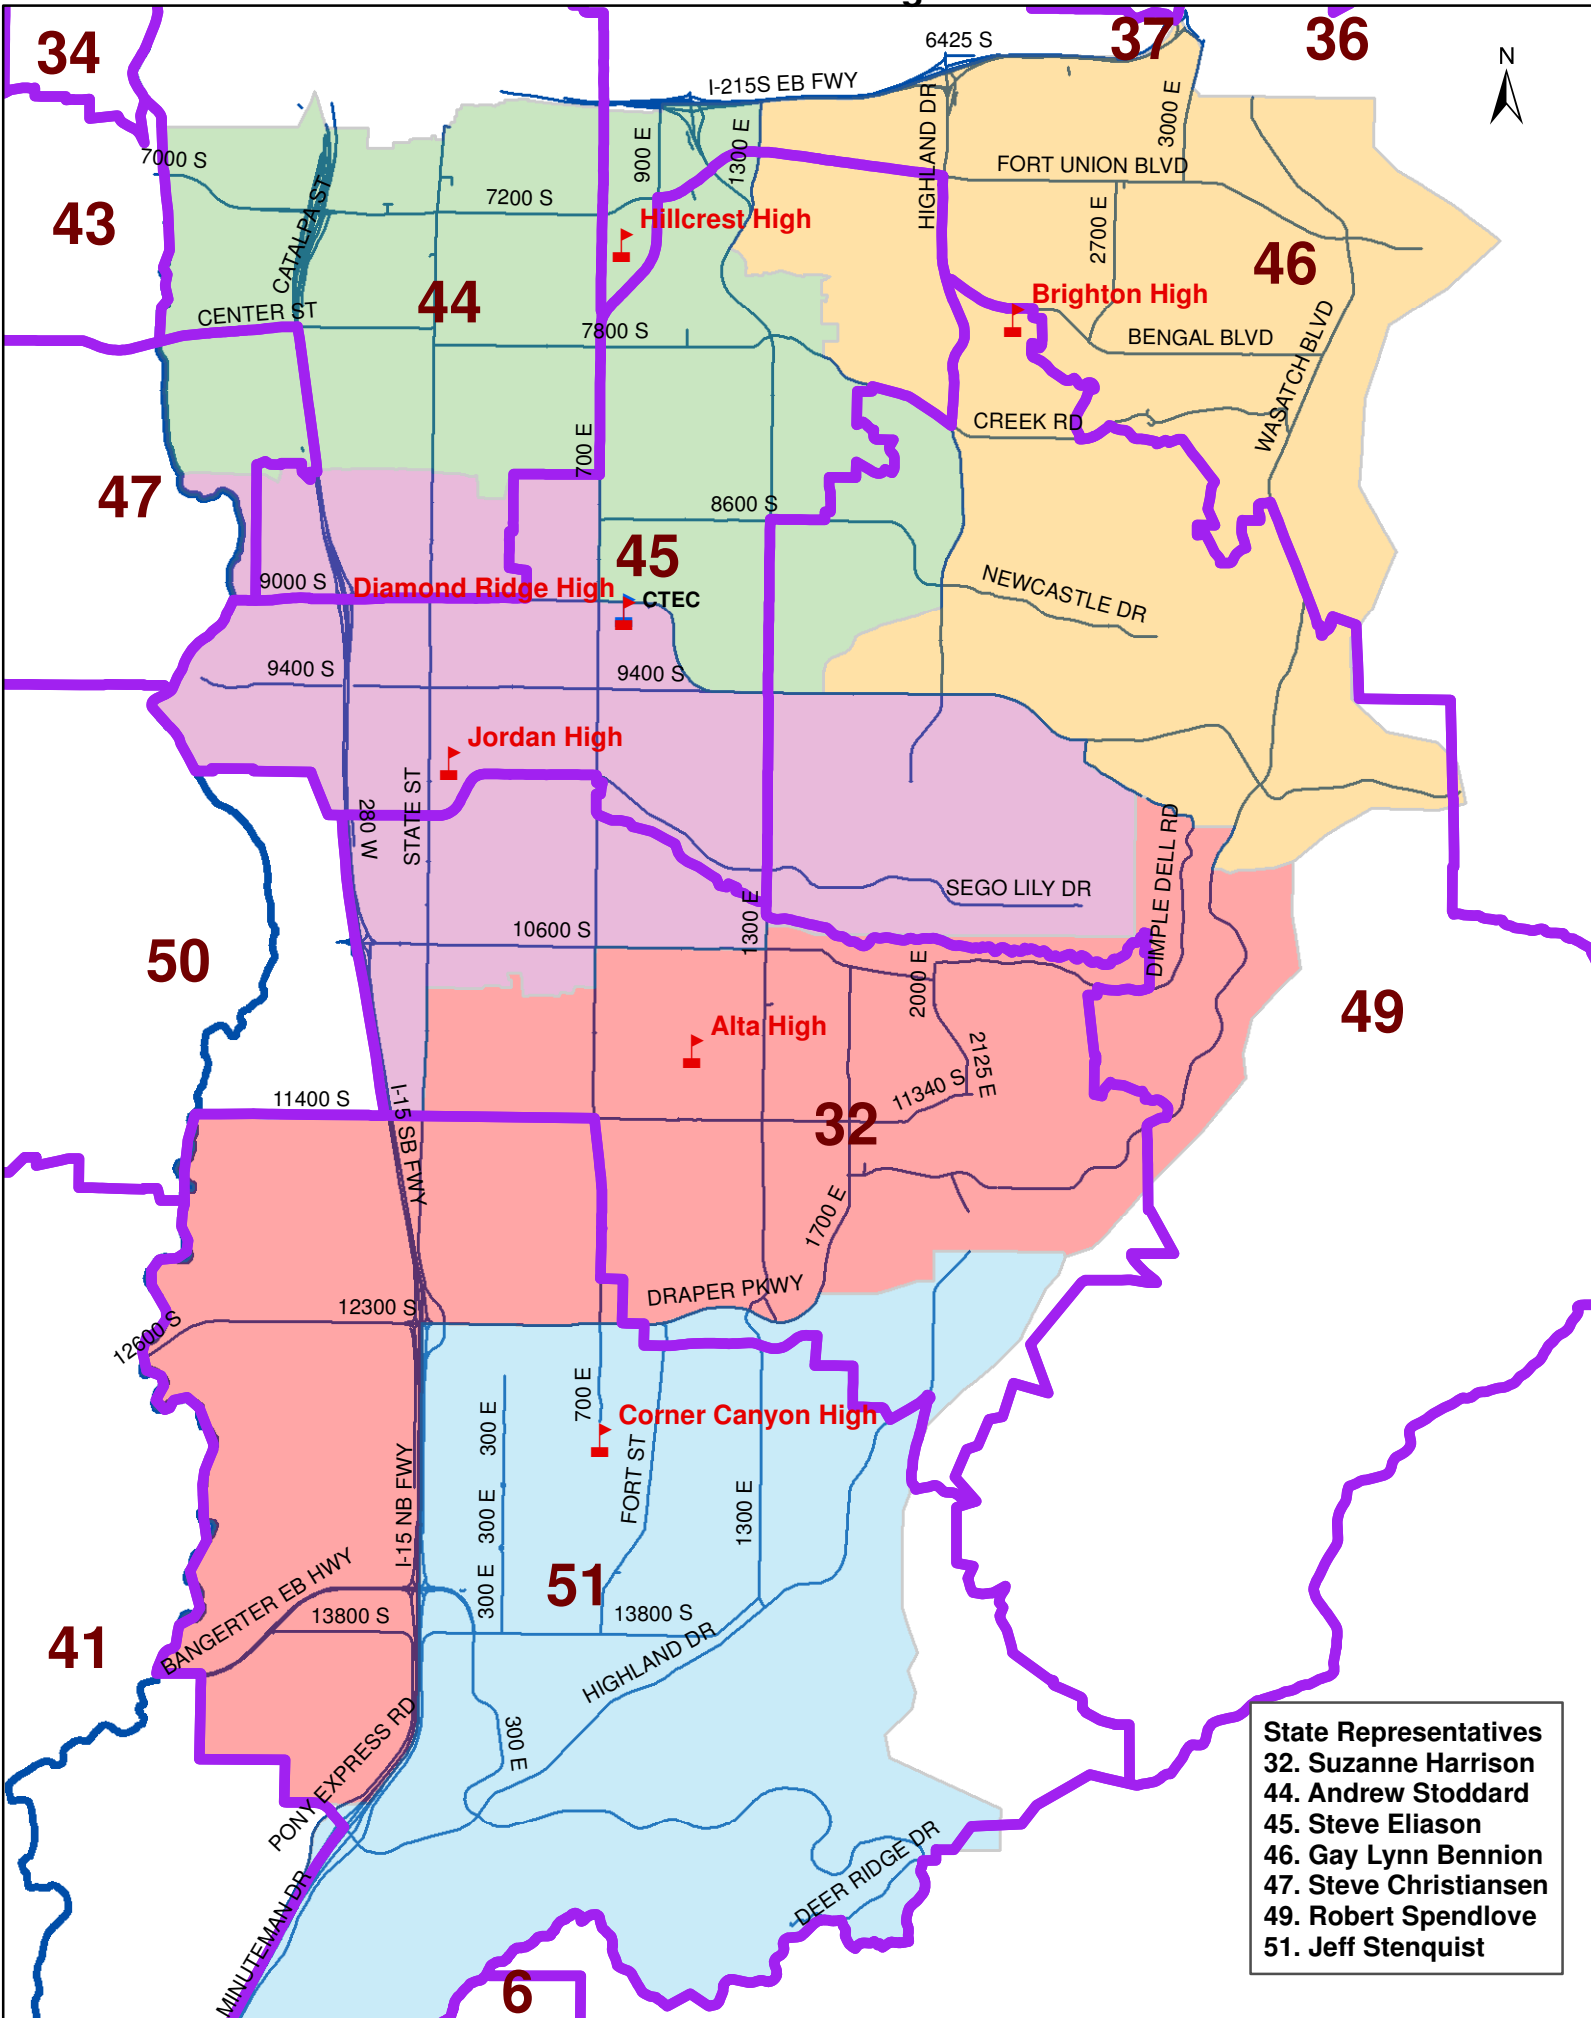 34
37
36
6425 S
N
I-215S EB FWY
HIGHLAND DR
3000 E
900 E
1300 E
7000 S
FORT UNION BLVD
CATALPA ST
7200 S
43
Hillcrest High
2700 E
46
44
Brighton High
CENTER ST
7800 S
BENGAL BLVD
WASATCH BLVD
CREEK RD
700 E
47
8600 S
45
9000 S
Diamond Ridge High
CTEC
NEWCASTLE DR
9400 S
9400 S
Jordan High
280 W
STATE ST
DIMPLE DELL RD
SEGO LILY DR
1300 E
10600 S
50
2000 E
49
Alta High
2125 E
11340 S
11400 S
I-15 SB FWY
32
1700 E
DRAPER PKWY
12300 S
12600 S
700 E
Corner Canyon High
300 E
FORT ST
I-15 NB FWY
300 E
1300 E
BANGERTER EB HWY
300 E
51
13800 S
13800 S
41
HIGHLAND DR
PONY EXPRESS RD
300 E
State Representatives
32. Suzanne Harrison
44. Andrew Stoddard
45. Steve Eliason
46. Gay Lynn Bennion
47. Steve Christiansen
49. Robert Spendlove
51. Jeff Stenquist
DEER RIDGE DR
MINUTEMAN DR
6